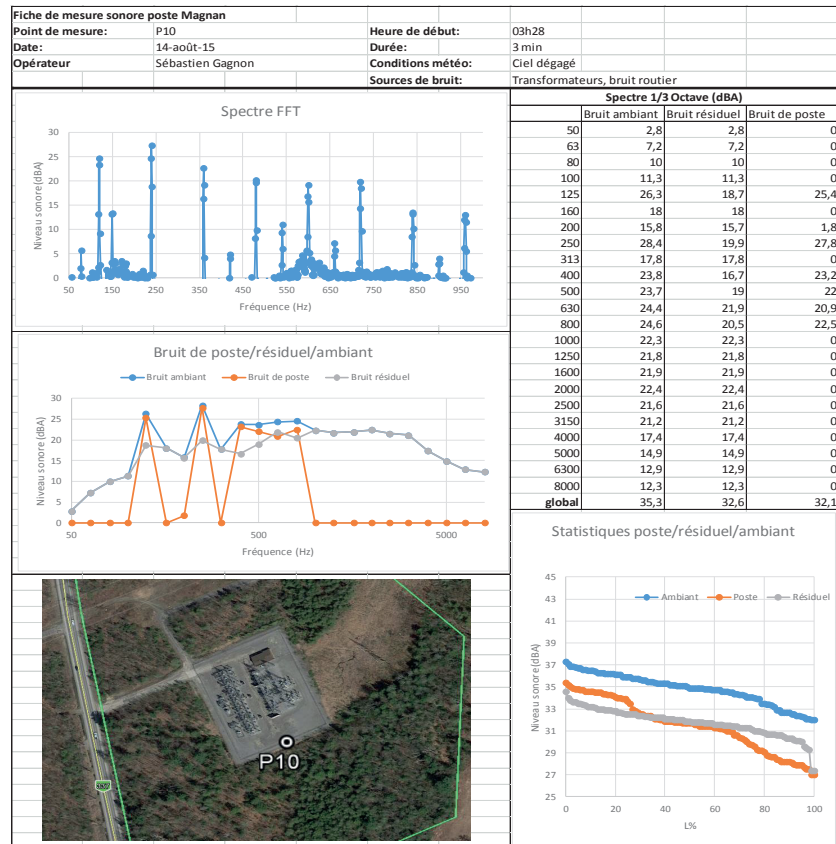 Fiche de mesure sonore poste Magnan
Point de mesure: P10 Heure de début: 03h28
Date: 14-août-15 Durée: 3 min
Opérateur Sébastien Gagnon Conditions météo: Ciel dégagé
Sources de bruit: Transformateurs, bruit routier
Spectre FFT
Niveau sonore(dBA)
30
25
20
15
10
5
0
50 150 250 350 450 550 650 750 850 950
Fréquence (Hz)
Spectre 1/3 Octave (dBA)
Bruit ambiant Bruit résiduel Bruit de poste
50 2,8 2,8 0
63 7,2 7,2 0
80 10 10 0
100 11,3 11,3 0
125 26,3 18,7 25,4
160 18 18 0
200 15,8 15,7 1,8
250 28,4 19,9 27,8
313 17,8 17,8 0
400 23,8 16,7 23,2
500 23,7 19 22
630 24,4 21,9 20,9
800 24,6 20,5 22,5
1000 22,3 22,3 0
1250 21,8 21,8 0
1600 21,9 21,9 0
2000 22,4 22,4 0
2500 21,6 21,6 0
3150 21,2 21,2 0
4000 17,4 17,4 0
5000 14,9 14,9 0
6300 12,9 12,9 0
8000 12,3 12,3 0
global 35,3 32,6 32,1
Bruit de poste/résiduel/ambiant
Bruit ambiant Bruit de poste Bruit résiduel
Niveau sonore (dBA)
30
25
20
15
10
5
0
50 500 5000
Fréquence (Hz)
Statistiques poste/résiduel/ambiant
Ambiant Poste Résiduel
Niveau sonore (dBA)
45
43
41
39
37
35
33
31
29
27
25
0 20 40 60 80 100
L%
P10